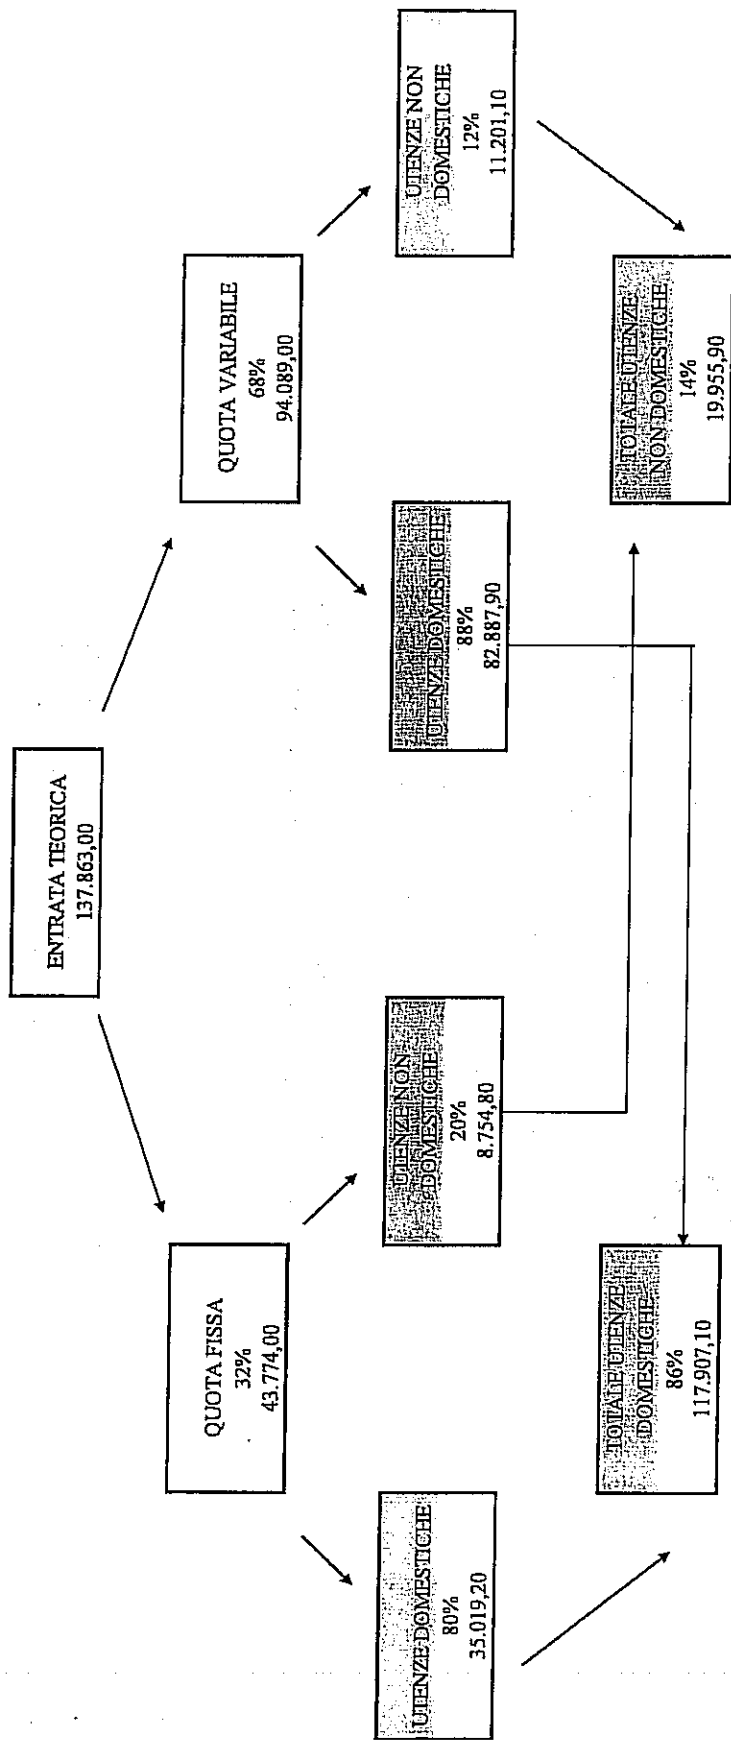 ENTRATA TEORICA
137.863,00
QUOTA FISSA
32%
43.774,00
QUOTA VARIABILE
68%
94.089,00
UTENZE DOMESTICHE
80%
35.019,20
UTENZE NON
DOMESTICHE
20%
8.754,80
UTENZE DOMESTICHE
88%
82.887,90
UTENZE NON
DOMESTICHE
12%
11.201,10
TOTALE UTENZE
DOMESTICHE
86%
117.907,10
TOTALE UTENZE
NON DOMESTICHE
14%
19.955,90